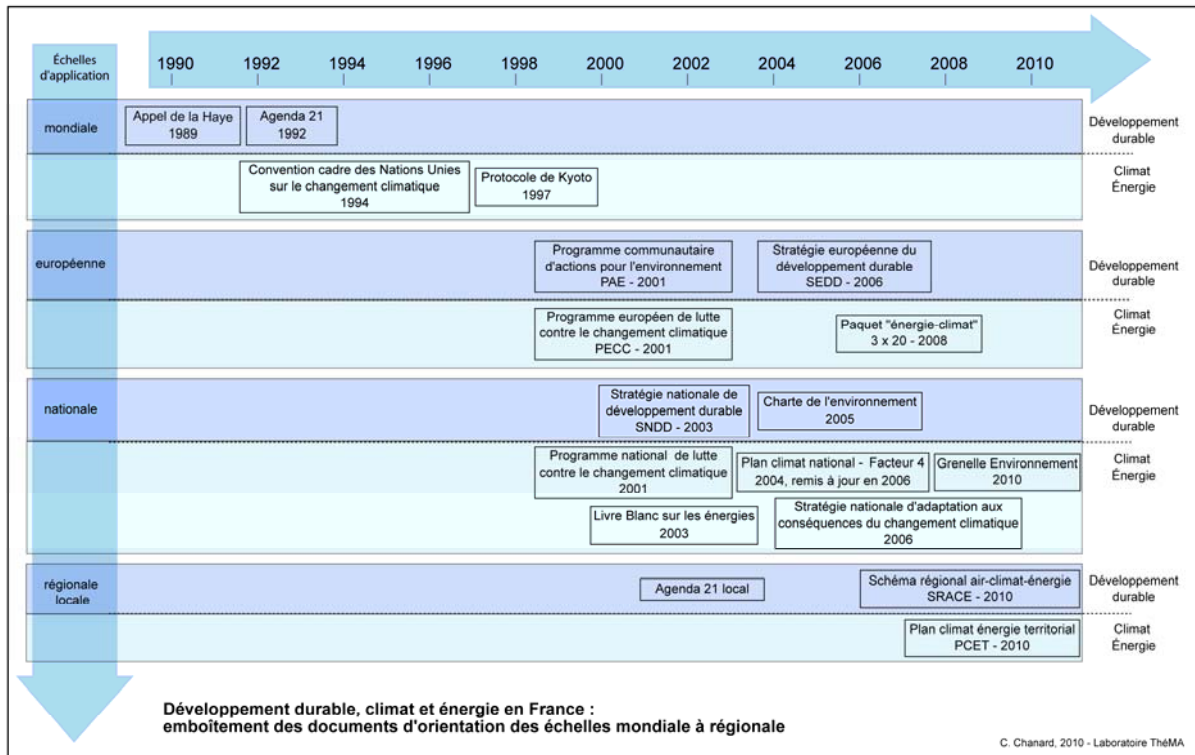 Échelles
d'application
1990 1992 1994 1996 1998 2000 2002 2004 2006 2008 2010
mondiale
Appel de la Haye
1989
Agenda 21
1992
Développement
durable
Convention cadre des Nations Unies
sur le changement climatique
1994
Protocole de Kyoto
1997
Climat
Énergie
européenne
Programme communautaire
d'actions pour l'environnement
PAE - 2001
Stratégie européenne du
développement durable
SEDD - 2006
Développement
durable
Programme européen de lutte
contre le changement climatique
PECC - 2001
Paquet "énergie-climat"
3 x 20 - 2008
Climat
Énergie
nationale
Stratégie nationale de
développement durable
SNDD - 2003
Charte de l'environnement
2005
Développement
durable
Programme national de lutte
contre le changement climatique
2001
Plan climat national - Facteur 4
2004, remis à jour en 2006
Grenelle Environnement
2010
Climat
Énergie
Livre Blanc sur les énergies
2003
Stratégie nationale d'adaptation aux
conséquences du changement climatique
2006
régionale
locale
Agenda 21 local
Schéma régional air-climat-énergie
SRACE - 2010
Développement
durable
Plan climat énergie territorial
PCET - 2010
Climat
Énergie
Développement durable, climat et énergie en France :
emboîtement des documents d'orientation des échelles mondiale à régionale
C. Chanard, 2010 - Laboratoire ThéMA